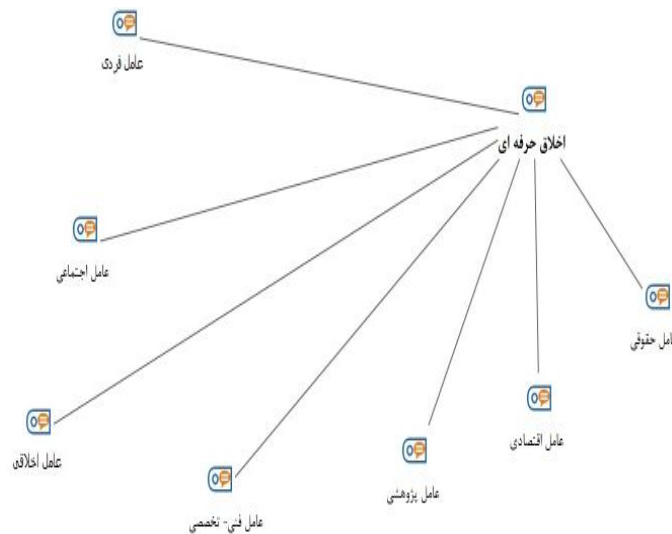 عامل فردی
اخلاق حرفه ای
عامل اجتماعی
عامل حقوقی
عامل اقتصادی
عامل اخلاقی
عامل پژوهشی
عامل فنی- تخصصی